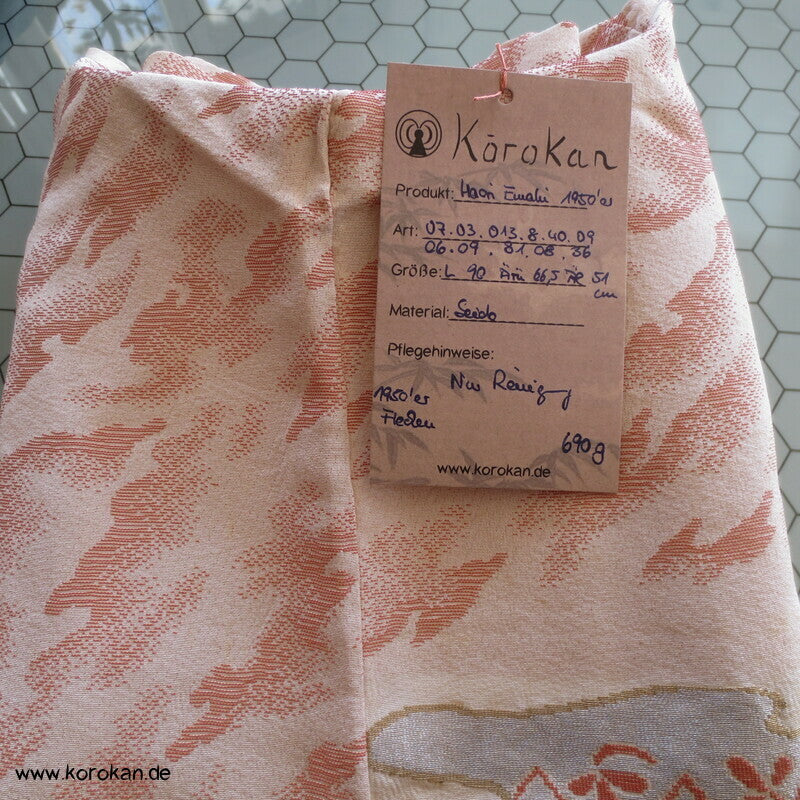 Kōrokan
Produkt: Haori Emaki 1950'er
Art: 07.03.013.8.40.09
06.09.81.08.36
Größe: L 90 Äm 66,5 ÄR 51
cm
Material: Seide
Pflegehinweise:
Nur Reinigung
1950'er
Flecken
690g
www.korokan.de
www.korokan.de